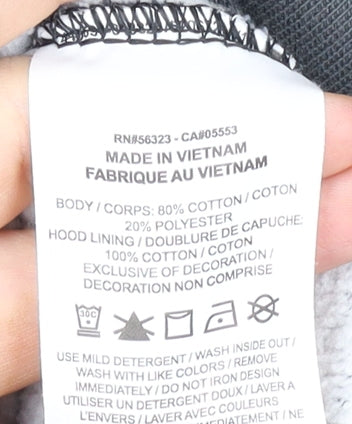 RN#56323 - CA#05553
MADE IN VIETNAM
FABRIQUE AU VIETNAM
BODY / CORPS: 80% COTTON / COTON
20% POLYESTER
HOOD LINING / DOUBLURE DE CAPUCHE:
100% COTTON / COTON
EXCLUSIVE OF DECORATION /
DECORATION NON COMPRISE
30C
USE MILD DETERGENT / WASH INSIDE OUT /
WASH WITH LIKE COLORS / REMOVE
IMMEDIATELY / DO NOT IRON DESIGN
UTILISER UN DETERGENT DOUX / LAVER A
L'ENVERS / LAVER AVEC COULEURS
IMMEDIATEMENT / NE